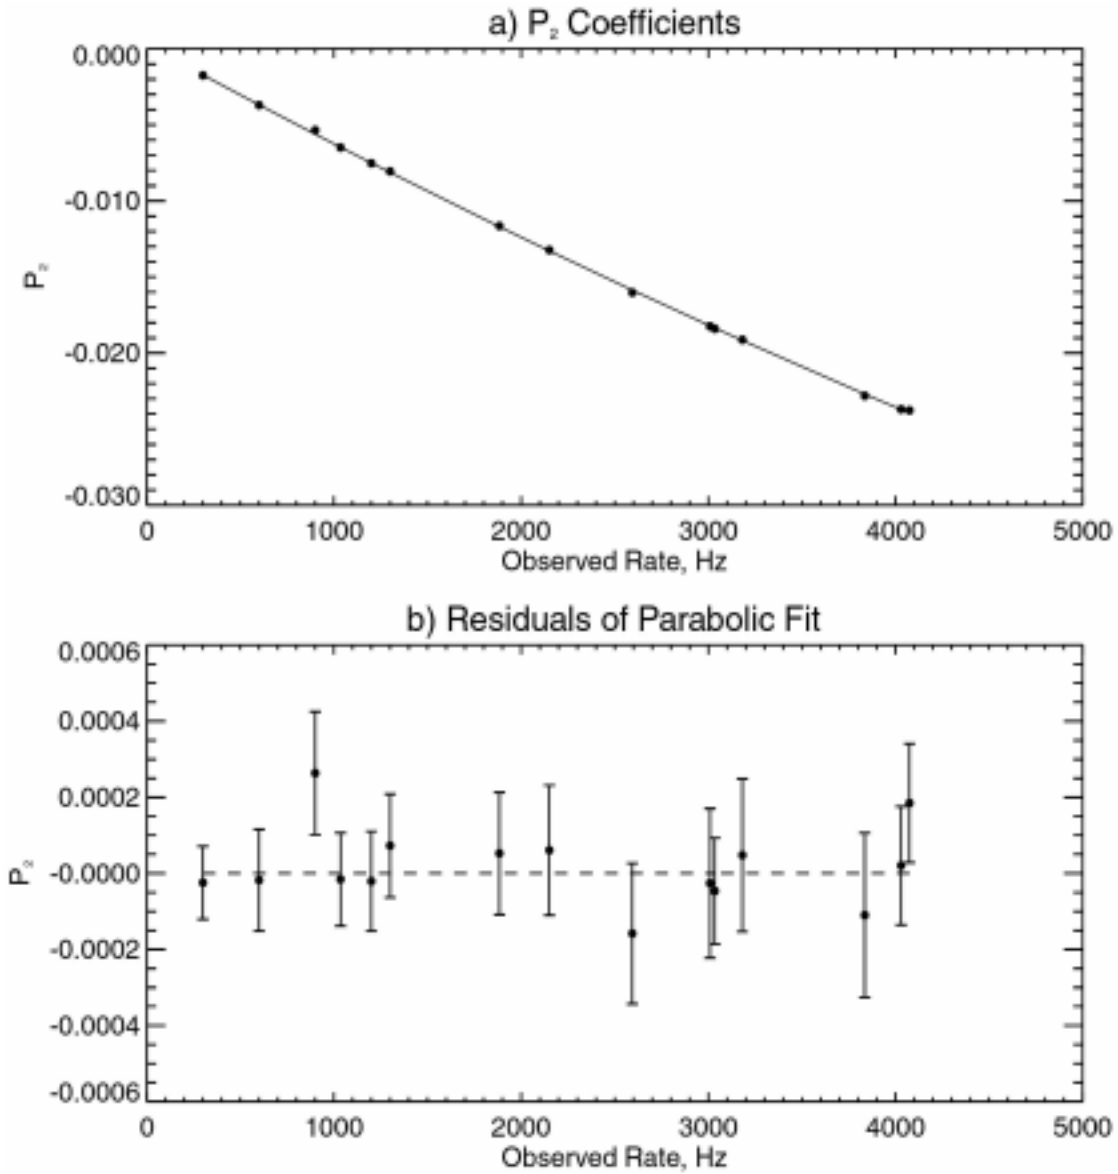 a) P₂ Coefficients
0.000
-0.010
-0.020
-0.030
P₂
0 1000 2000 3000 4000 5000
Observed Rate, Hz
b) Residuals of Parabolic Fit
0.0006
0.0004
0.0002
-0.0000
-0.0002
-0.0004
-0.0006
P₂
0 1000 2000 3000 4000 5000
Observed Rate, Hz